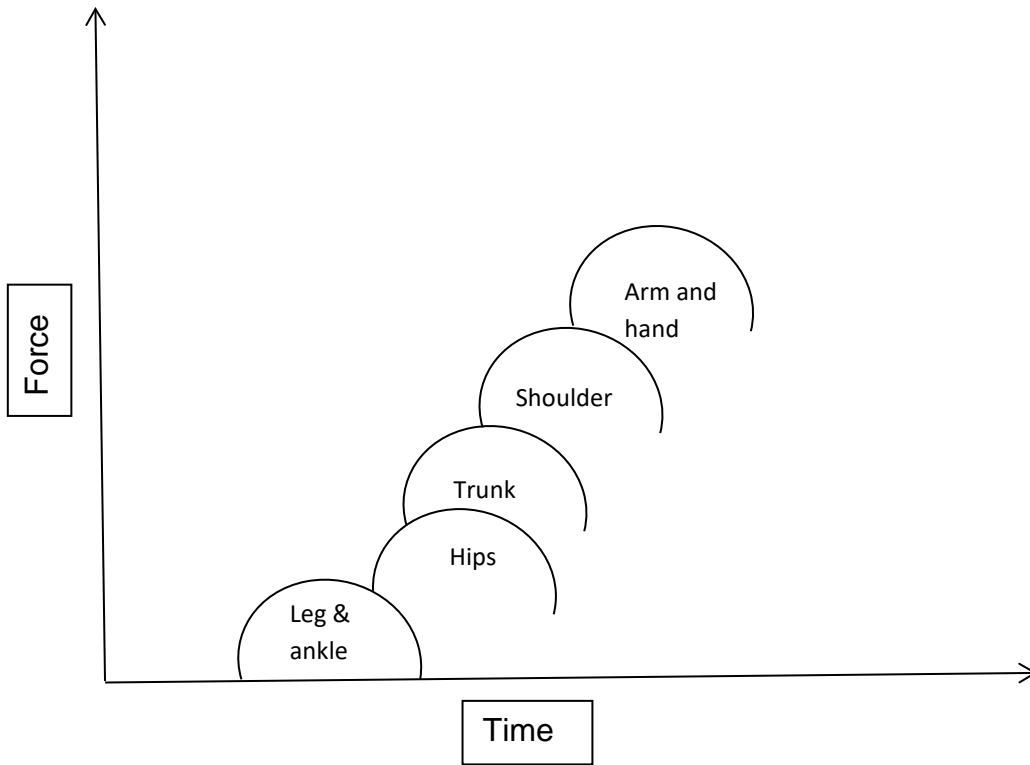 Force
Arm and
hand
Shoulder
Trunk
Hips
Leg &
ankle
Time